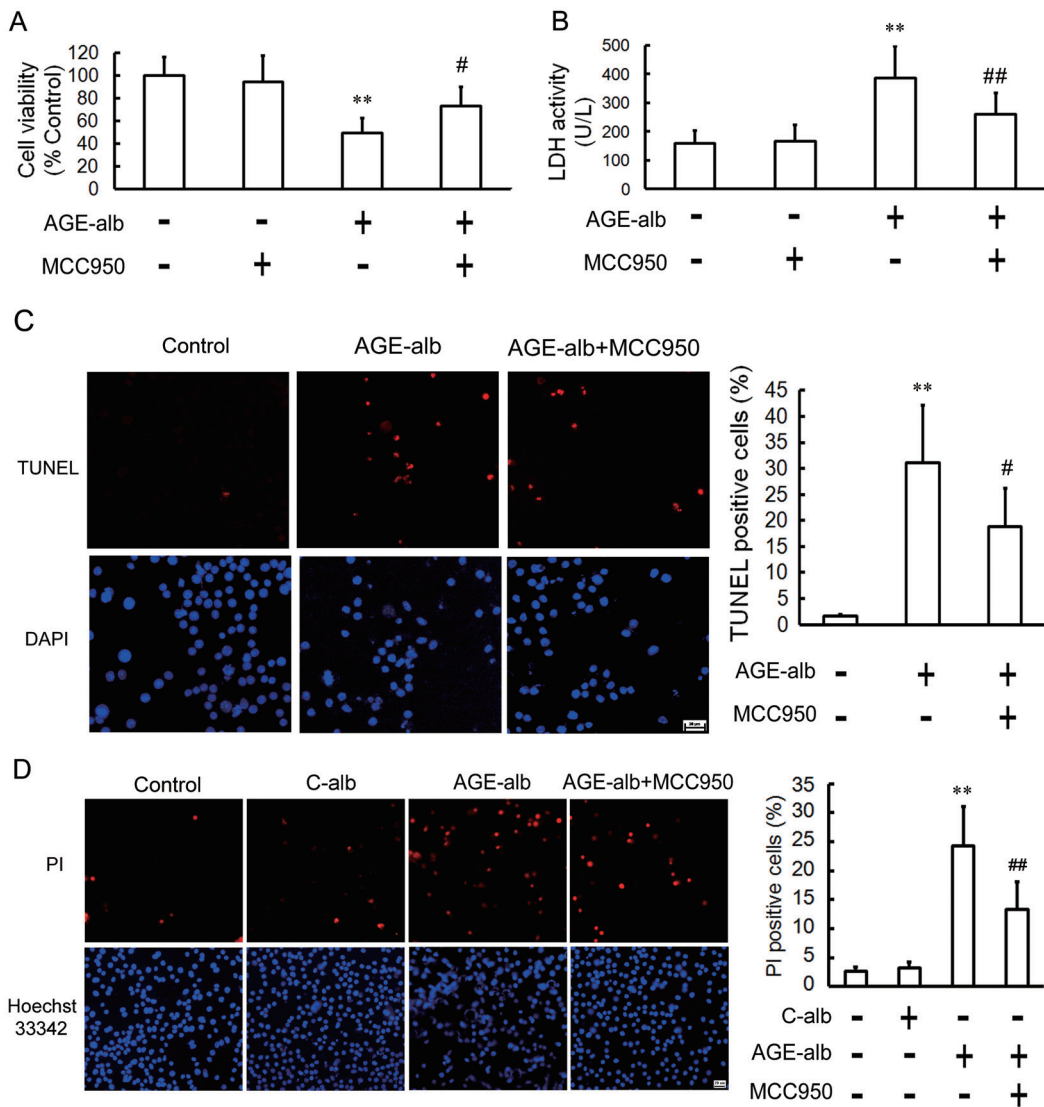 A
Cell viability
(% Control)
120
100
80
60
40
20
0
**
#
AGE-alb - - + +
MCC950 - + - +
B
LDH activity
(U/L)
500
400
300
200
100
0
**
##
AGE-alb - - + +
MCC950 - + - +
C
Control AGE-alb AGE-alb+MCC950
TUNEL
DAPI
TUNEL positive cells (%)
45
40
35
30
25
20
15
10
5
0
**
#
AGE-alb - + +
MCC950 - - +
D
Control C-alb AGE-alb AGE-alb+MCC950
PI
Hoechst
33342
PI positive cells (%)
35
30
25
20
15
10
5
0
**
##
C-alb - + - -
AGE-alb - - + +
MCC950 - - - +